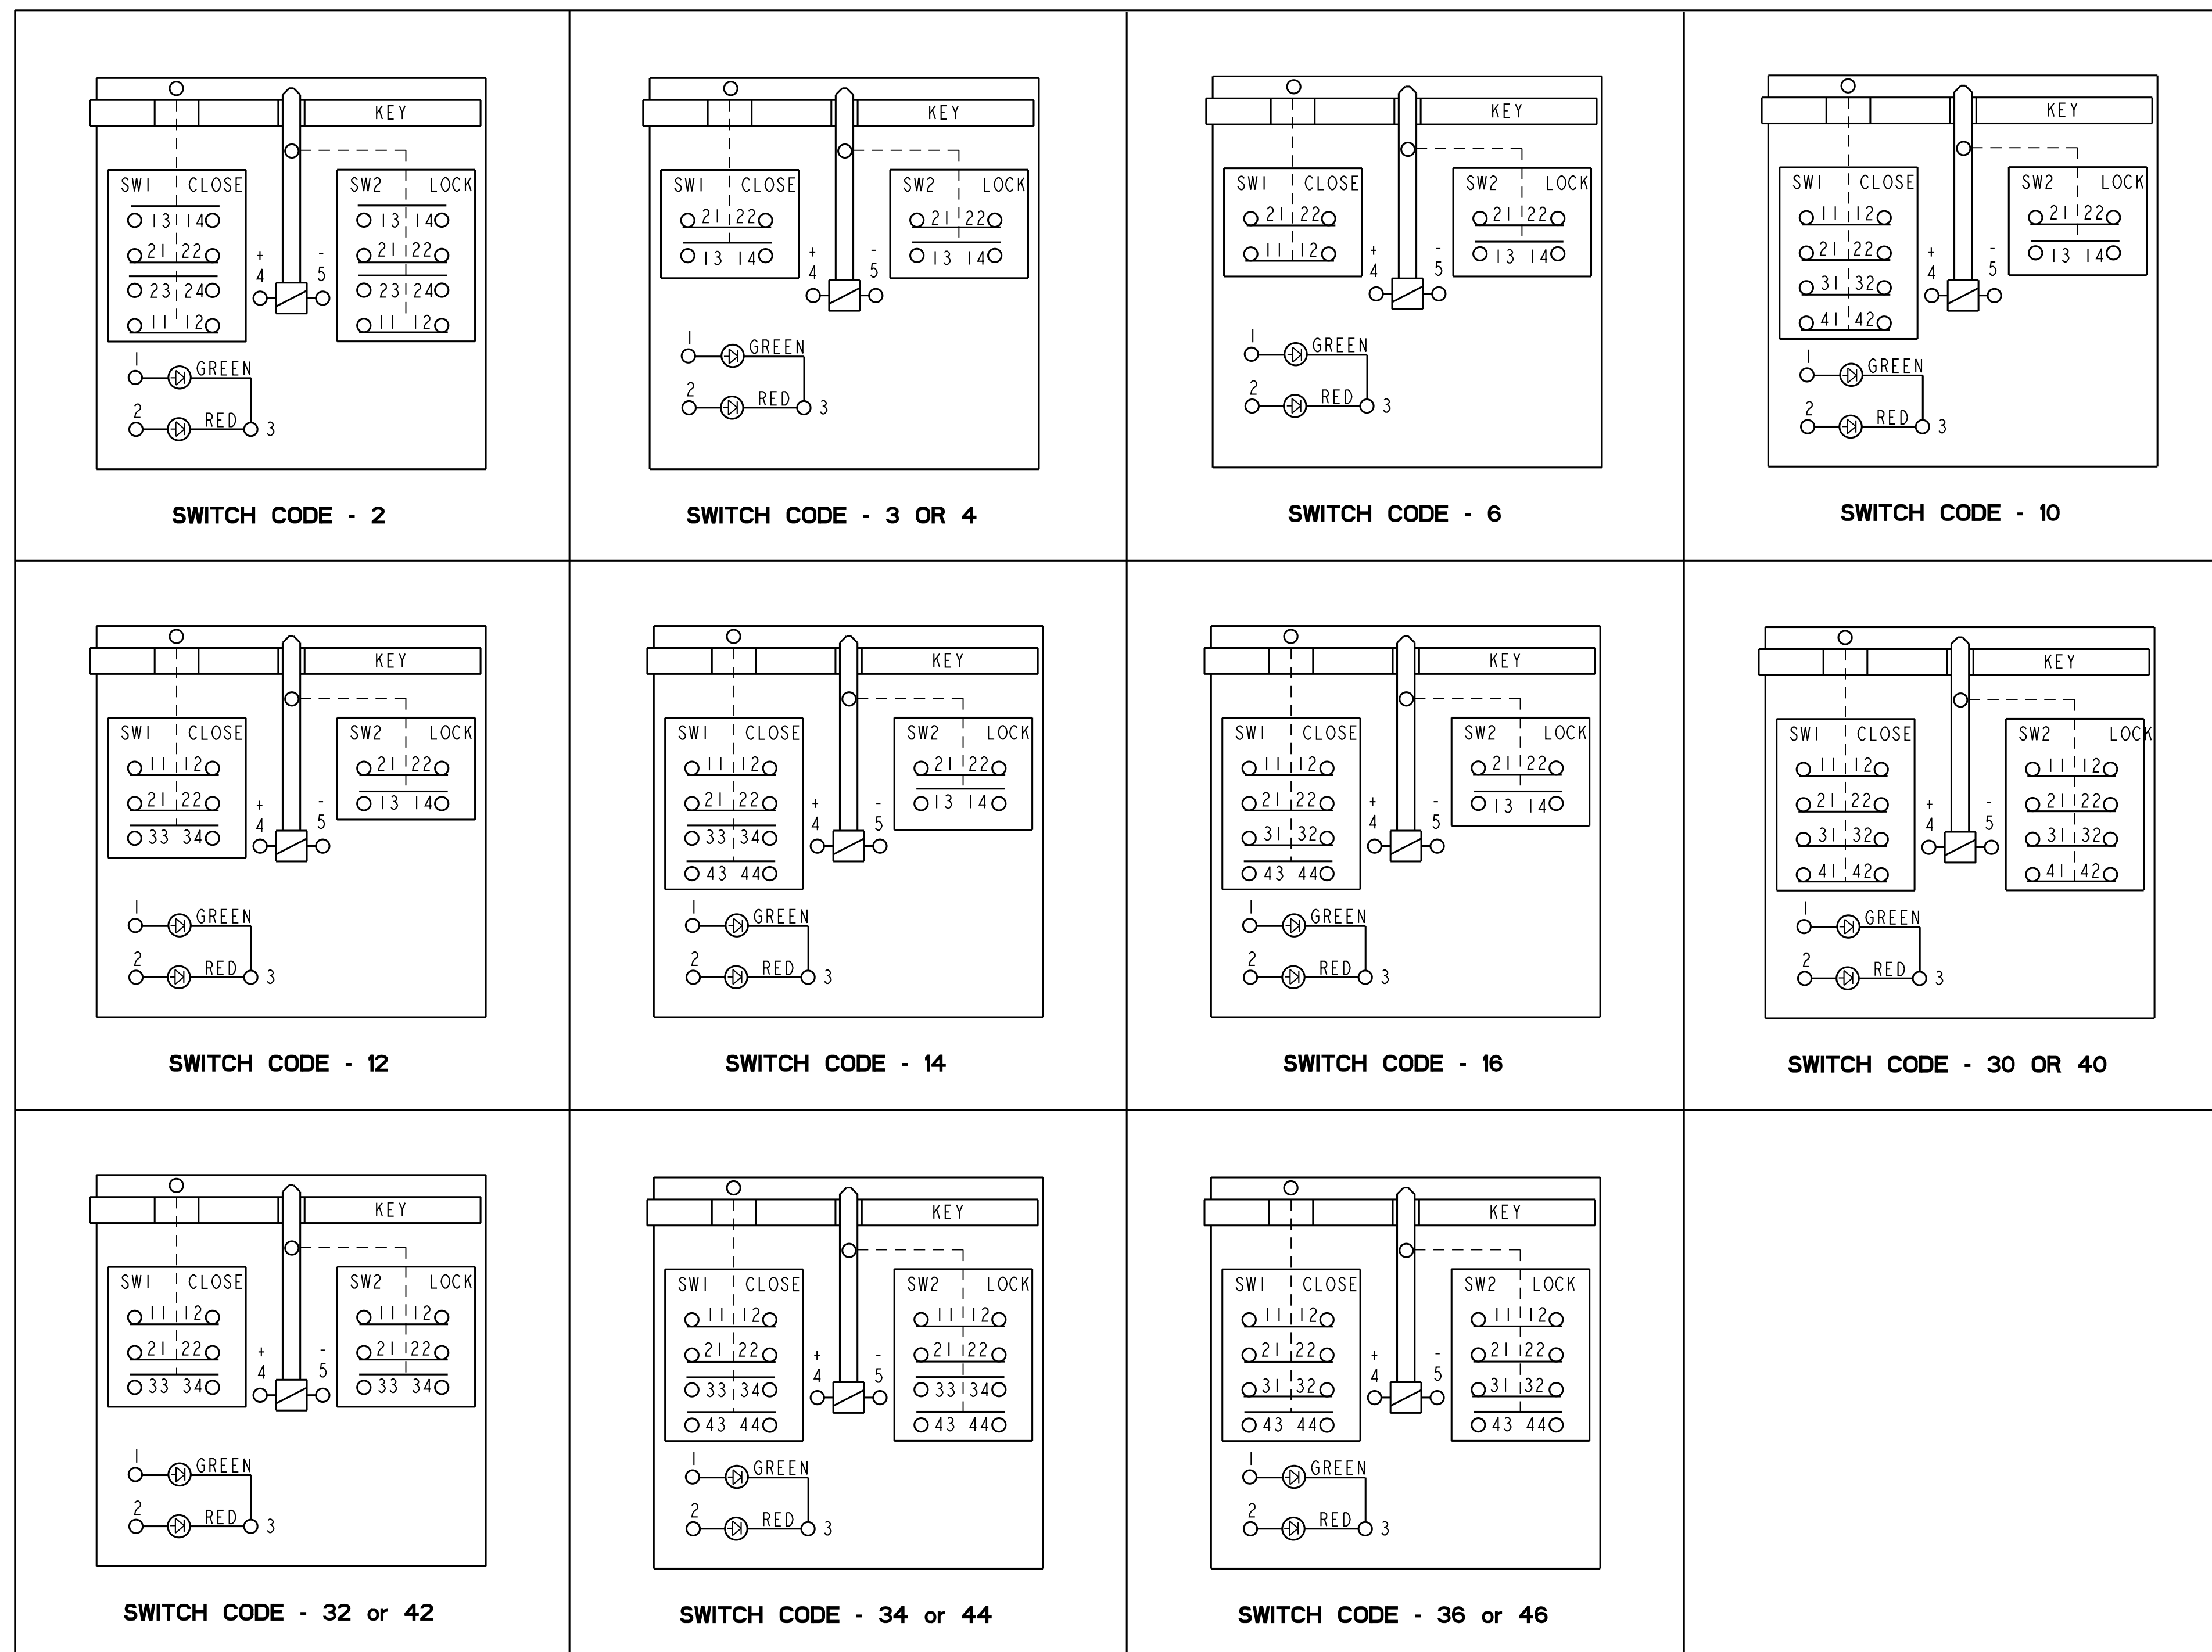 KEY
SW1 CLOSE
13 14
21 22
23 24
11 12
+ 4
- 5
SW2 LOCK
13 14
21 22
23 24
11 12
1 GREEN
2 RED 3
SWITCH CODE - 2
KEY
SW1 CLOSE
21 22
13 14
+ 4
- 5
SW2 LOCK
21 22
13 14
1 GREEN
2 RED 3
SWITCH CODE - 3 OR 4
KEY
SW1 CLOSE
21 22
11 12
+ 4
- 5
SW2 LOCK
21 22
13 14
1 GREEN
2 RED 3
SWITCH CODE - 6
KEY
SW1 CLOSE
11 12
21 22
31 32
41 42
+ 4
- 5
SW2 LOCK
21 22
13 14
1 GREEN
2 RED 3
SWITCH CODE - 10
KEY
SW1 CLOSE
11 12
21 22
33 34
+ 4
- 5
SW2 LOCK
21 22
13 14
1 GREEN
2 RED 3
SWITCH CODE - 12
KEY
SW1 CLOSE
11 12
21 22
33 34
43 44
+ 4
- 5
SW2 LOCK
21 22
13 14
1 GREEN
2 RED 3
SWITCH CODE - 14
KEY
SW1 CLOSE
11 12
21 22
31 32
43 44
+ 4
- 5
SW2 LOCK
21 22
13 14
1 GREEN
2 RED 3
SWITCH CODE - 16
KEY
SW1 CLOSE
11 12
21 22
31 32
41 42
+ 4
- 5
SW2 LOCK
11 12
21 22
31 32
41 42
1 GREEN
2 RED 3
SWITCH CODE - 30 OR 40
KEY
SW1 CLOSE
11 12
21 22
33 34
+ 4
- 5
SW2 LOCK
11 12
21 22
33 34
1 GREEN
2 RED 3
SWITCH CODE - 32 or 42
KEY
SW1 CLOSE
11 12
21 22
33 34
43 44
+ 4
- 5
SW2 LOCK
11 12
21 22
33 34
43 44
1 GREEN
2 RED 3
SWITCH CODE - 34 or 44
KEY
SW1 CLOSE
11 12
21 22
31 32
43 44
+ 4
- 5
SW2 LOCK
11 12
21 22
31 32
43 44
1 GREEN
2 RED 3
SWITCH CODE - 36 or 46